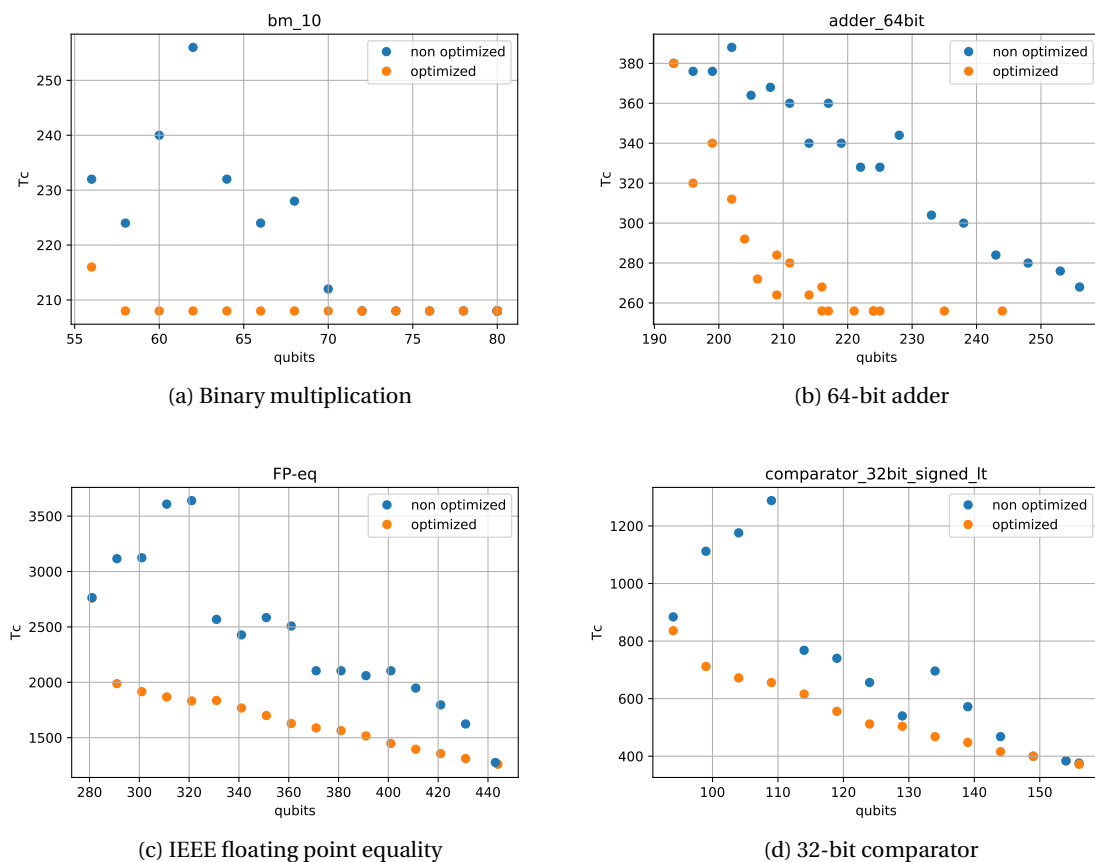 bm_10
non optimized
optimized
250
240
230
220
210
Tc
55 60 65 70 75 80
qubits
(a) Binary multiplication
adder_64bit
non optimized
optimized
380
360
340
320
300
280
260
Tc
190 200 210 220 230 240 250
qubits
(b) 64-bit adder
FP-eq
non optimized
optimized
3500
3000
2500
2000
1500
Tc
280 300 320 340 360 380 400 420 440
qubits
(c) IEEE floating point equality
comparator_32bit_signed_lt
non optimized
optimized
1200
1000
800
600
400
Tc
100 110 120 130 140 150
qubits
(d) 32-bit comparator